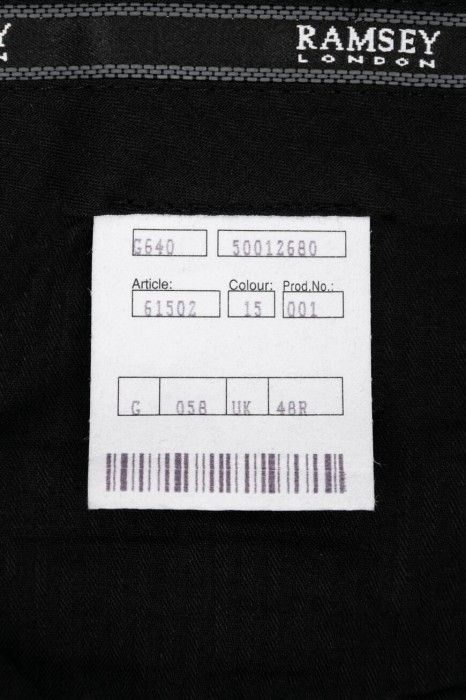 Y RAMSEY
N LONDON
G640 50012680
Article: Colour: Prod.No.:
61502 15 001
G 058 UK 48R